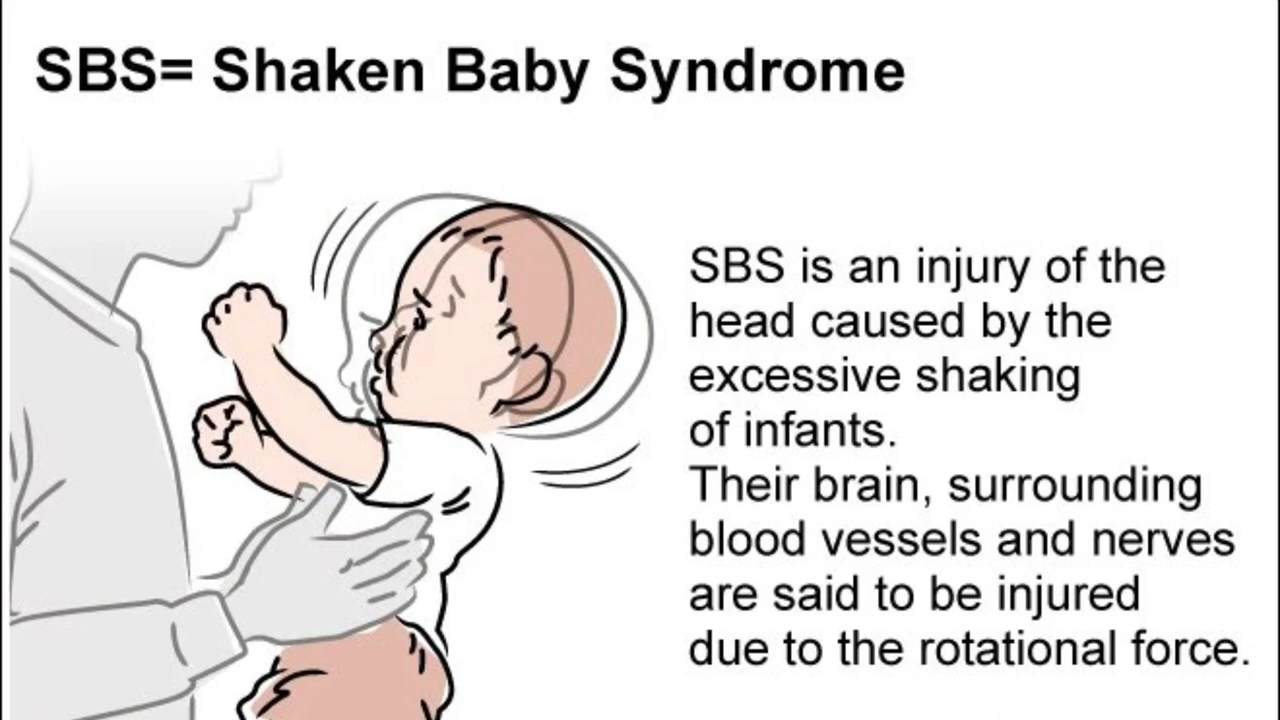 SBS= Shaken Baby Syndrome
SBS is an injury of the
head caused by the
excessive shaking
of infants.
Their brain, surrounding
blood vessels and nerves
are said to be injured
due to the rotational force.